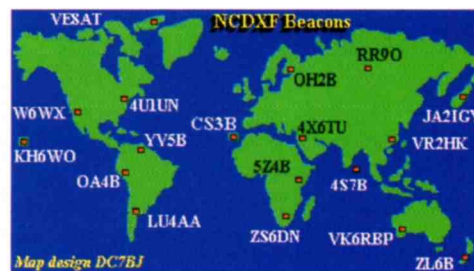 NCDXF Beacons
VE8AT
RR9O
OH2B
W6WX
4U1UN
CS3B
4X6TU
JA2IGY
KH6WO
YV5B
VR2HK
OA4B
5Z4B
4S7B
LU4AA
ZS6DN
VK6RBP
Map design DC7BJ
ZL6B